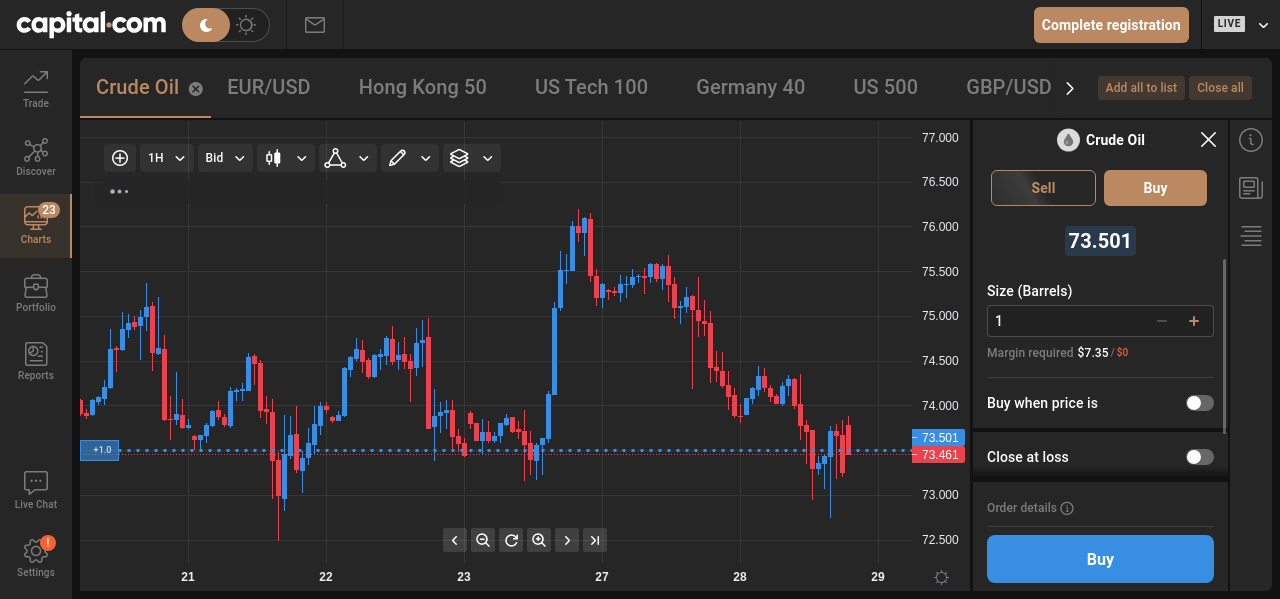 capital.com
Complete registration
LIVE
Trade
Discover
23
Charts
Portfolio
Reports
Live Chat
!
Settings
Crude Oil
EUR/USD
Hong Kong 50
US Tech 100
Germany 40
US 500
GBP/USD
Add all to list
Close all
1H
Bid
77.000
76.500
76.000
75.500
75.000
74.500
74.000
73.501
73.461
73.000
72.500
+1.0
21
22
23
27
28
29
Crude Oil
Sell
Buy
73.501
Size (Barrels)
1
Margin required $7.35 / $0
Buy when price is
Close at loss
Order details
Buy